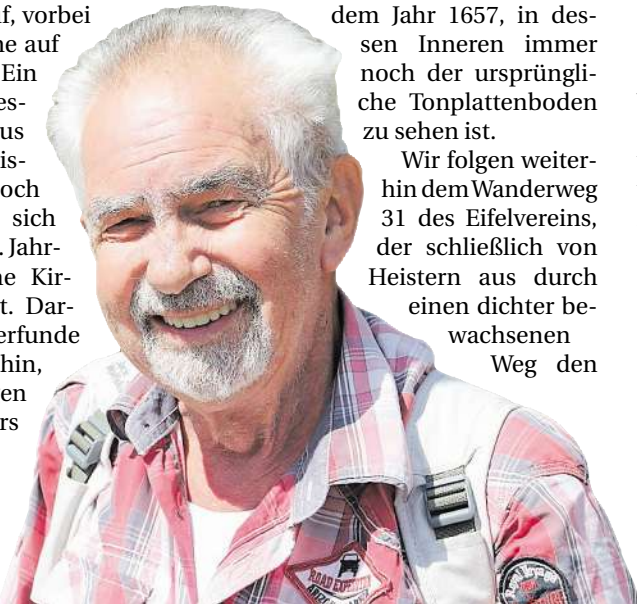 f, vorbei
ne auf
Ein
es-
us
is-
och
sich
. Jahr-
ne Kir-
t. Dar-
erfunde
hin,
en
rs
dem Jahr 1657, in des-
sen Inneren immer
noch der ursprüngli-
che Tonplattenboden
zu sehen ist.
Wir folgen weiter-
hin dem Wanderweg
31 des Eifelvereins,
der schließlich von
Heistern aus durch
einen dichter be-
wachsenen
Weg den
ROAD